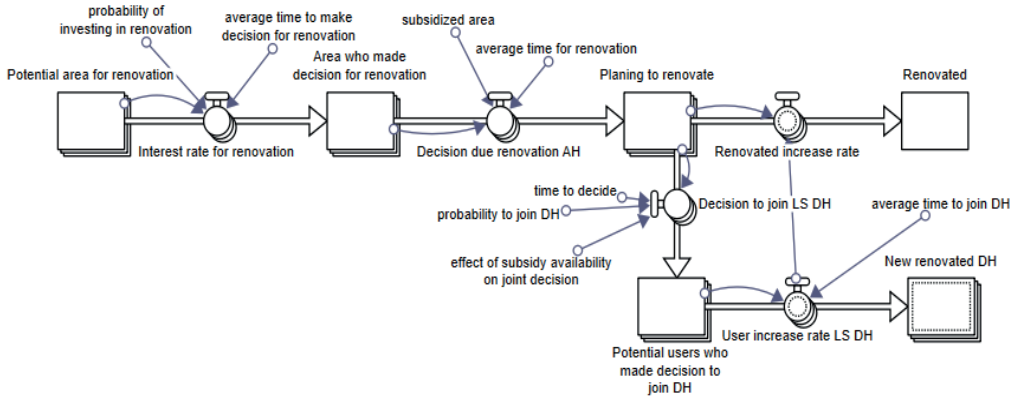 probability of
investing in renovation
average time to make
decision for renovation
subsidized area
average time for renovation
Potential area for renovation
Area who made
decision for renovation
Planing to renovate
Renovated
Interest rate for renovation
Decision due renovation AH
Renovated increase rate
time to decide
probability to join DH
Decision to join LS DH
average time to join DH
effect of subsidy availability
on joint decision
New renovated DH
User increase rate LS DH
Potential users who
made decision to
join DH